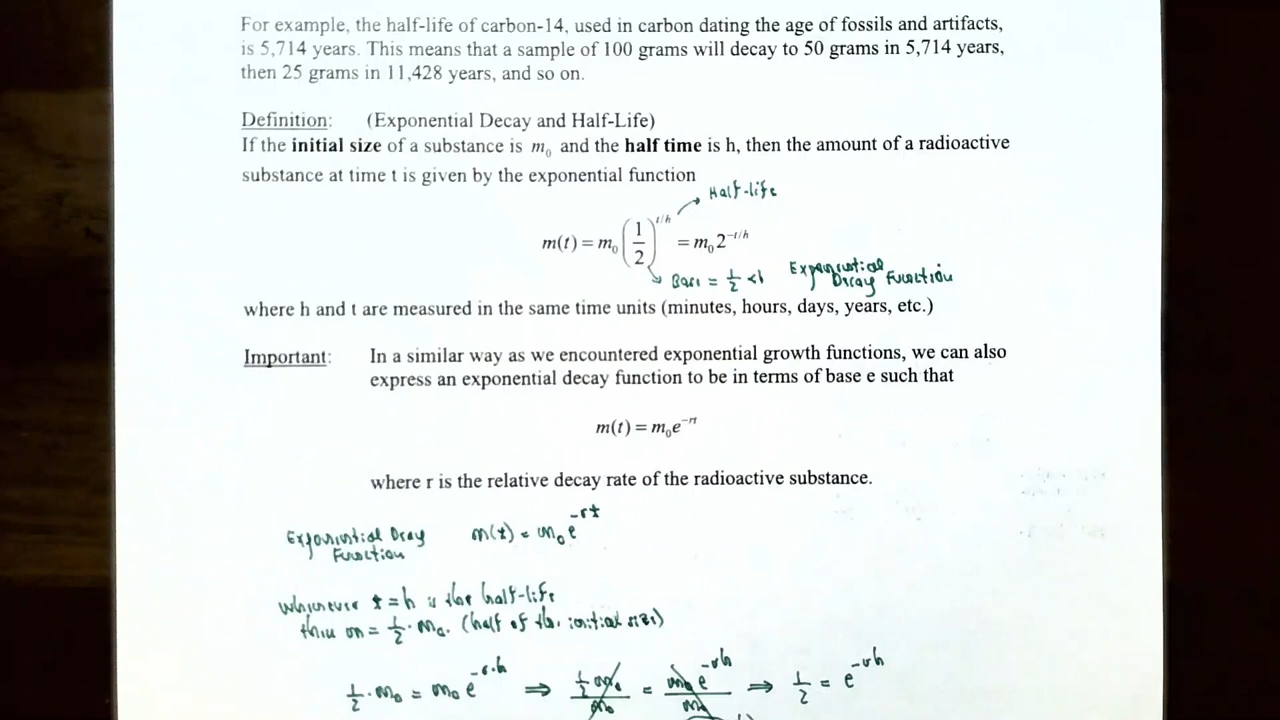 For example, the half-life of carbon-14, used in carbon dating the age of fossils and artifacts,
is 5,714 years. This means that a sample of 100 grams will decay to 50 grams in 5,714 years,
then 25 grams in 11,428 years, and so on.
Definition: (Exponential Decay and Half-Life)
If the initial size of a substance is m₀ and the half time is h, then the amount of a radioactive
substance at time t is given by the exponential function
Half-life
m(t) = m₀ (1/2)^(t/h) = m₀2^(-t/h)
Base = 1/2 < 1 Exponential Decay Function
where h and t are measured in the same time units (minutes, hours, days, years, etc.)
Important: In a similar way as we encountered exponential growth functions, we can also
express an exponential decay function to be in terms of base e such that
m(t) = m₀e^(-rt)
where r is the relative decay rate of the radioactive substance.
Exponential Decay m(t) = m₀e^(-rt)
Function
Whenever t = h is the half-life
then m = 1/2 · m₀. (half of the initial size)
1/2 · m₀ = m₀e^(-r·h) ⇒ (1/2 m₀)/m₀ = (m₀e^(-rh))/m₀ ⇒ 1/2 = e^(-rh)